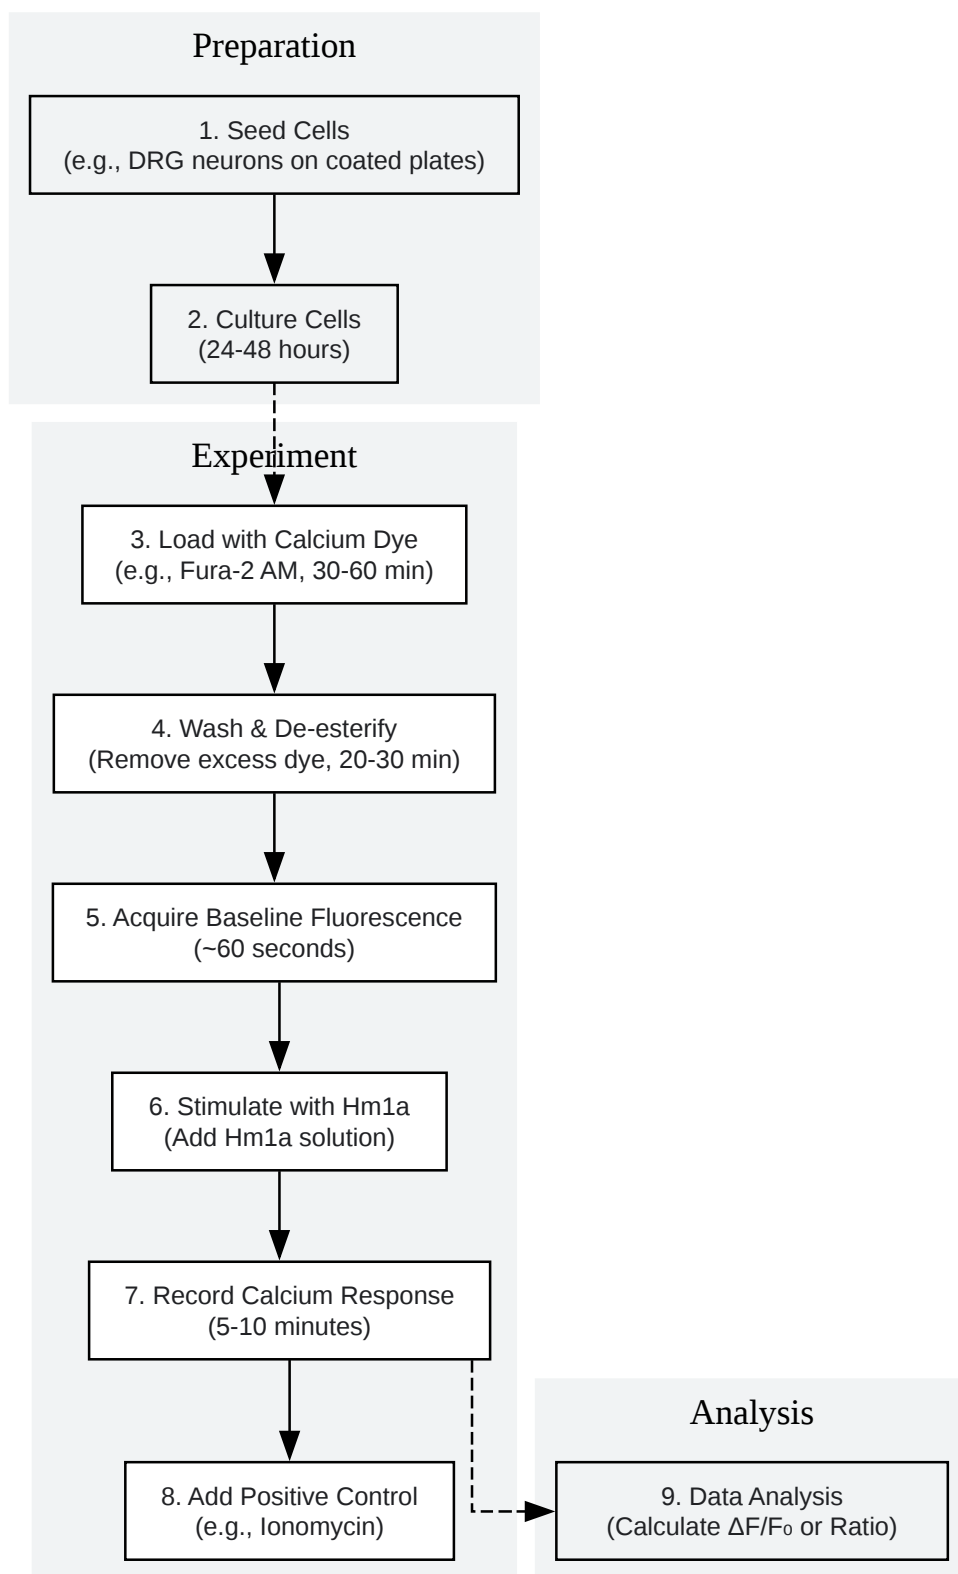 Preparation
1. Seed Cells
(e.g., DRG neurons on coated plates)
2. Culture Cells
(24-48 hours)
Experiment
3. Load with Calcium Dye
(e.g., Fura-2 AM, 30-60 min)
4. Wash & De-esterify
(Remove excess dye, 20-30 min)
5. Acquire Baseline Fluorescence
(~60 seconds)
6. Stimulate with Hm1a
(Add Hm1a solution)
7. Record Calcium Response
(5-10 minutes)
8. Add Positive Control
(e.g., Ionomycin)
Analysis
9. Data Analysis
(Calculate ΔF/F₀ or Ratio)